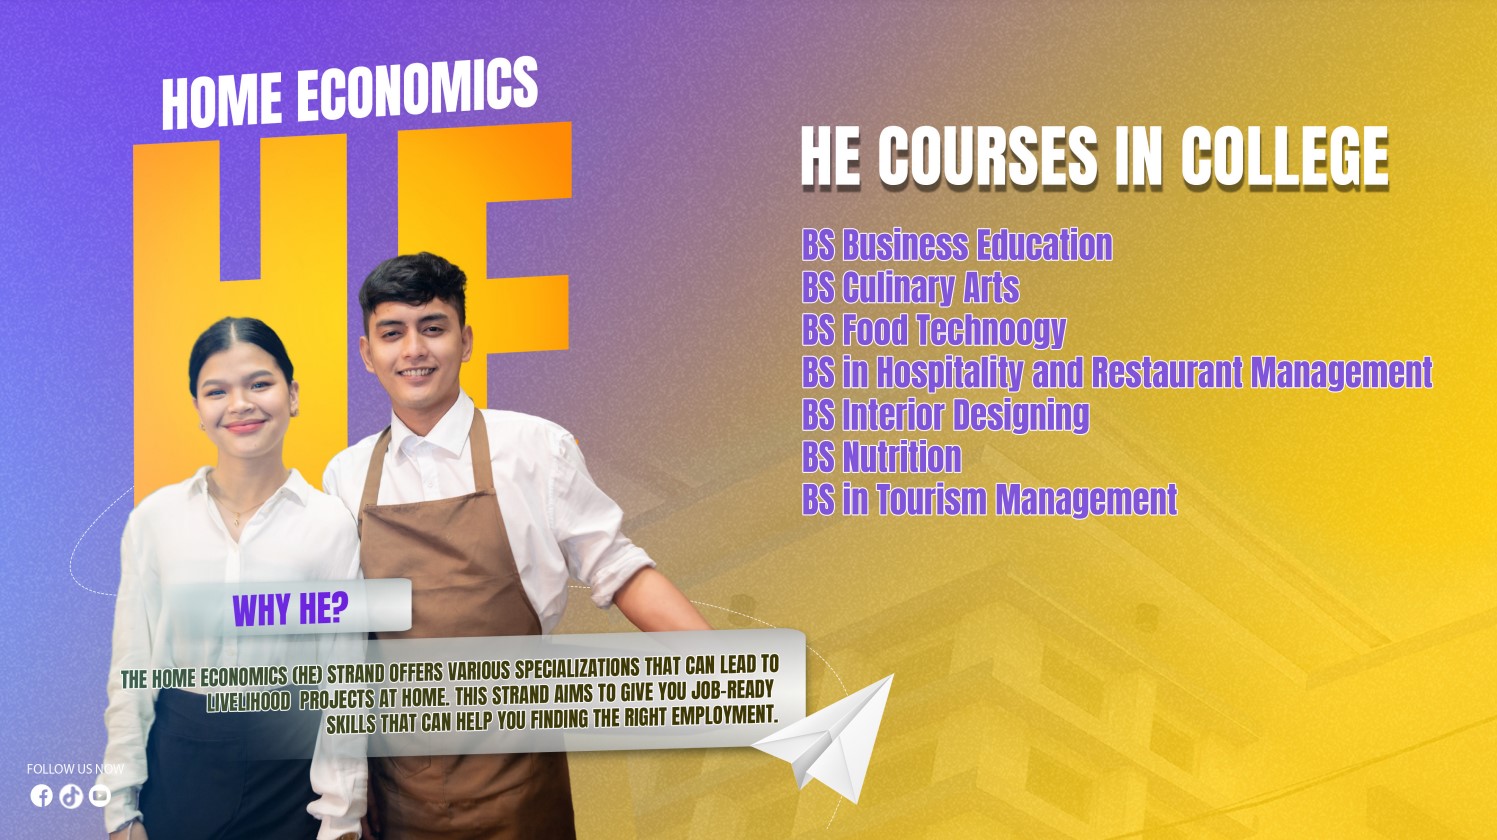 HOME ECONOMICS
HE
WHY HE?
THE HOME ECONOMICS (HE) STRAND OFFERS VARIOUS SPECIALIZATIONS THAT CAN LEAD TO
LIVELIHOOD PROJECTS AT HOME. THIS STRAND AIMS TO GIVE YOU JOB-READY
SKILLS THAT CAN HELP YOU FINDING THE RIGHT EMPLOYMENT.
FOLLOW US NOW
HE COURSES IN COLLEGE
BS Business Education
BS Culinary Arts
BS Food Technoogy
BS in Hospitality and Restaurant Management
BS Interior Designing
BS Nutrition
BS in Tourism Management